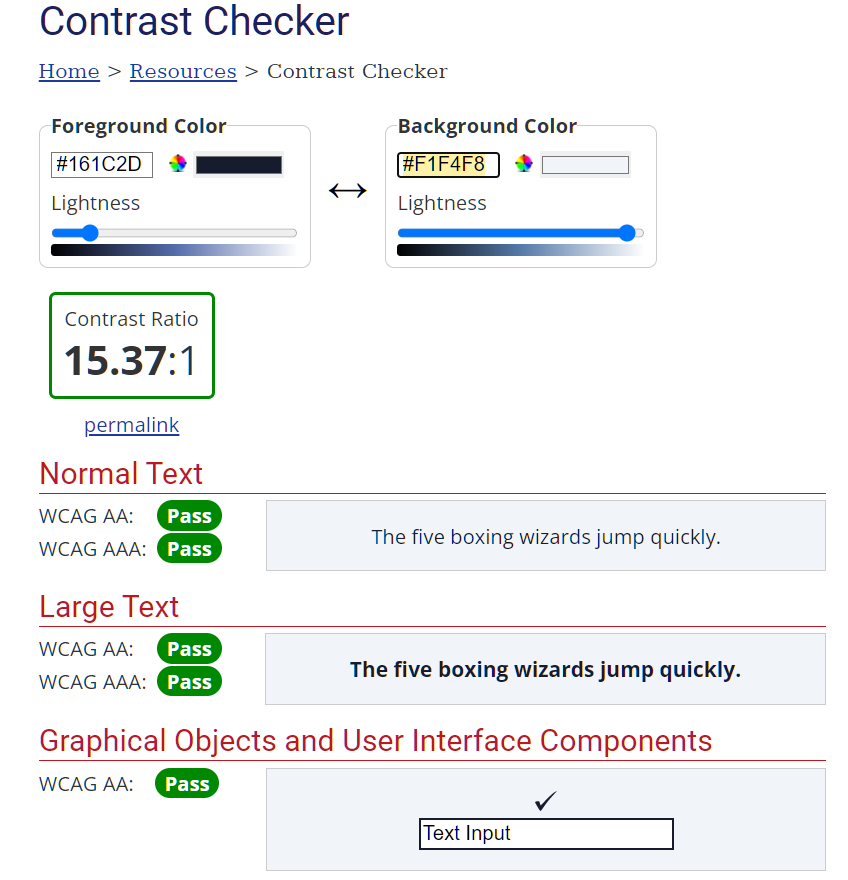 Contrast Checker
Home > Resources > Contrast Checker
Foreground Color
#161C2D
Lightness
Background Color
#F1F4F8
Lightness
Contrast Ratio
15.37:1
permalink
Normal Text
WCAG AA: Pass
WCAG AAA: Pass
The five boxing wizards jump quickly.
Large Text
WCAG AA: Pass
WCAG AAA: Pass
The five boxing wizards jump quickly.
Graphical Objects and User Interface Components
WCAG AA: Pass
Text Input